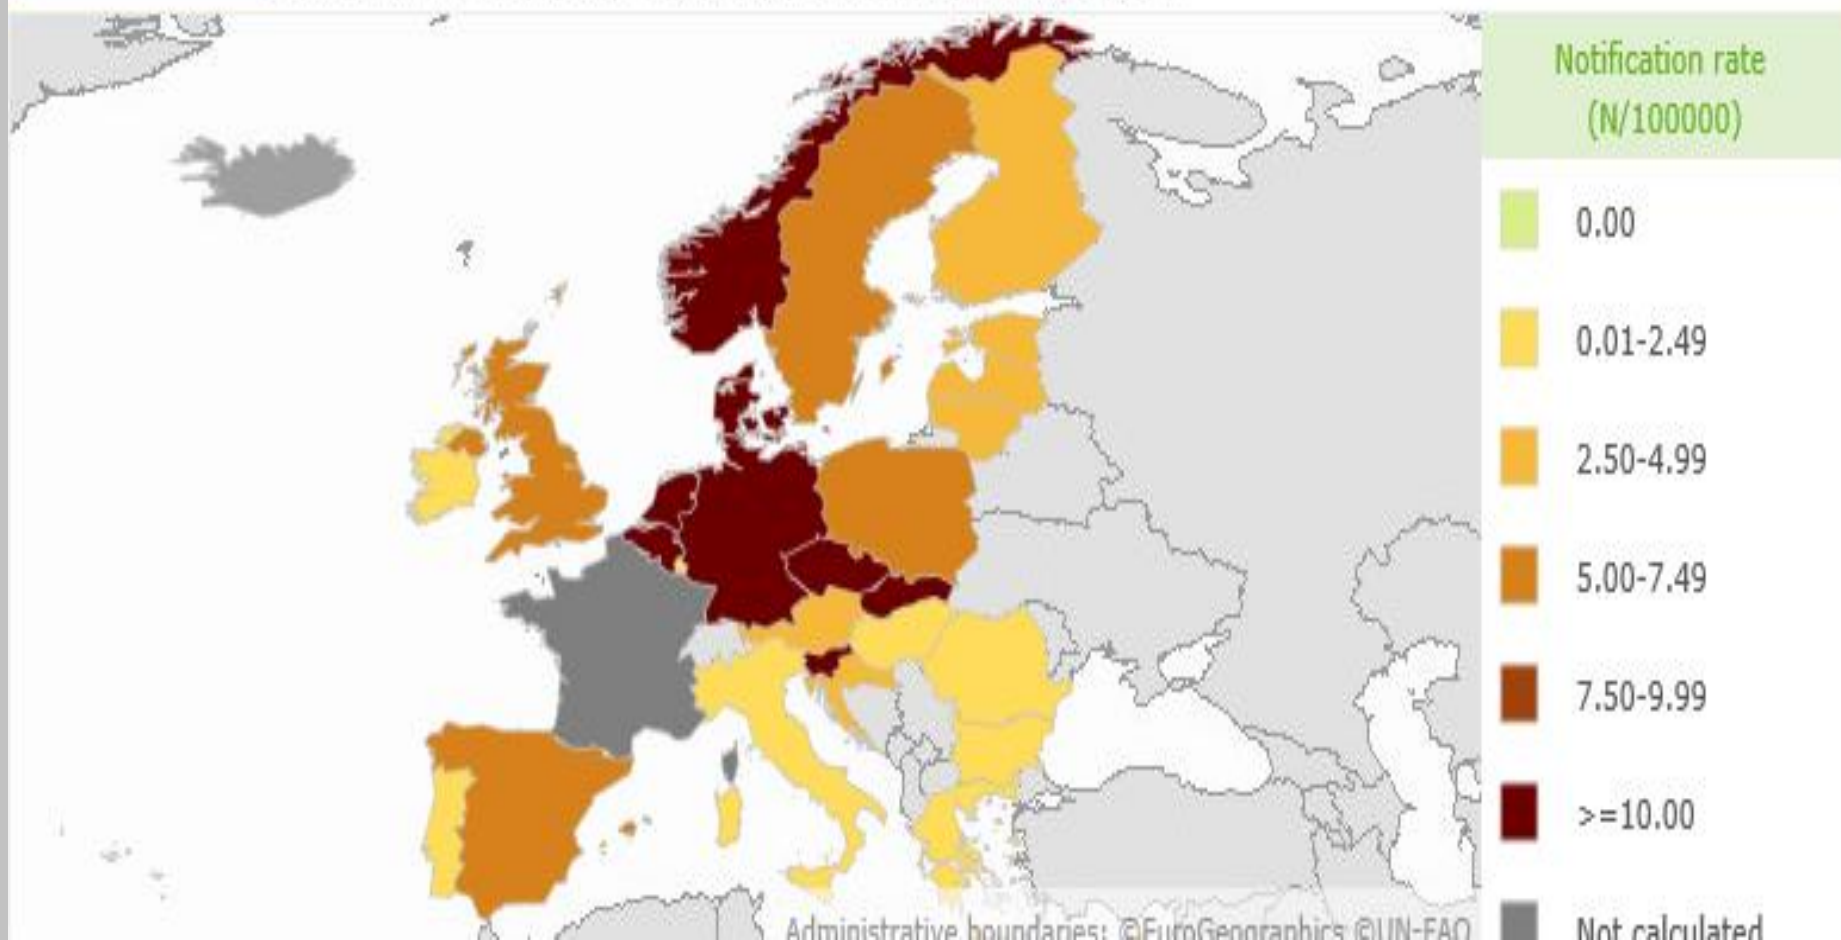 Notification rate
(N/100000)
0.00
0.01-2.49
2.50-4.99
5.00-7.49
7.50-9.99
>=10.00
Not calculated
Administrative boundaries: ©EuroGeographics ©UN-FAO